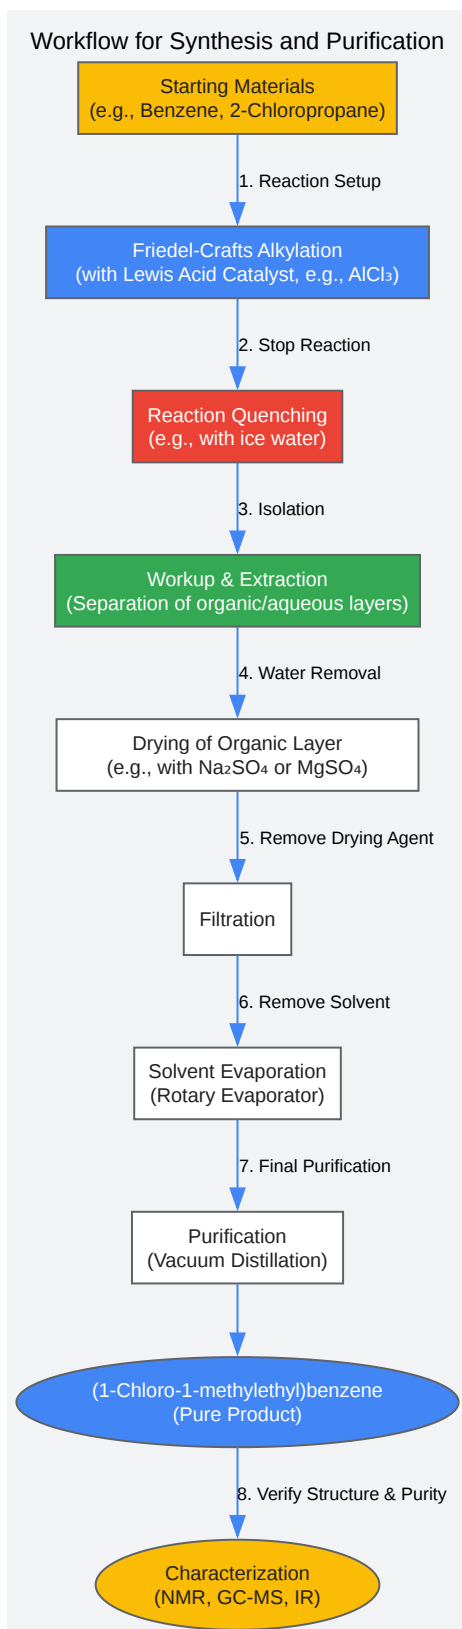 Workflow for Synthesis and Purification
Starting Materials
(e.g., Benzene, 2-Chloropropane)
1. Reaction Setup
Friedel-Crafts Alkylation
(with Lewis Acid Catalyst, e.g., AlCl₃)
2. Stop Reaction
Reaction Quenching
(e.g., with ice water)
3. Isolation
Workup & Extraction
(Separation of organic/aqueous layers)
4. Water Removal
Drying of Organic Layer
(e.g., with Na₂SO₄ or MgSO₄)
5. Remove Drying Agent
Filtration
6. Remove Solvent
Solvent Evaporation
(Rotary Evaporator)
7. Final Purification
Purification
(Vacuum Distillation)
(1-Chloro-1-methylethyl)benzene
(Pure Product)
8. Verify Structure & Purity
Characterization
(NMR, GC-MS, IR)